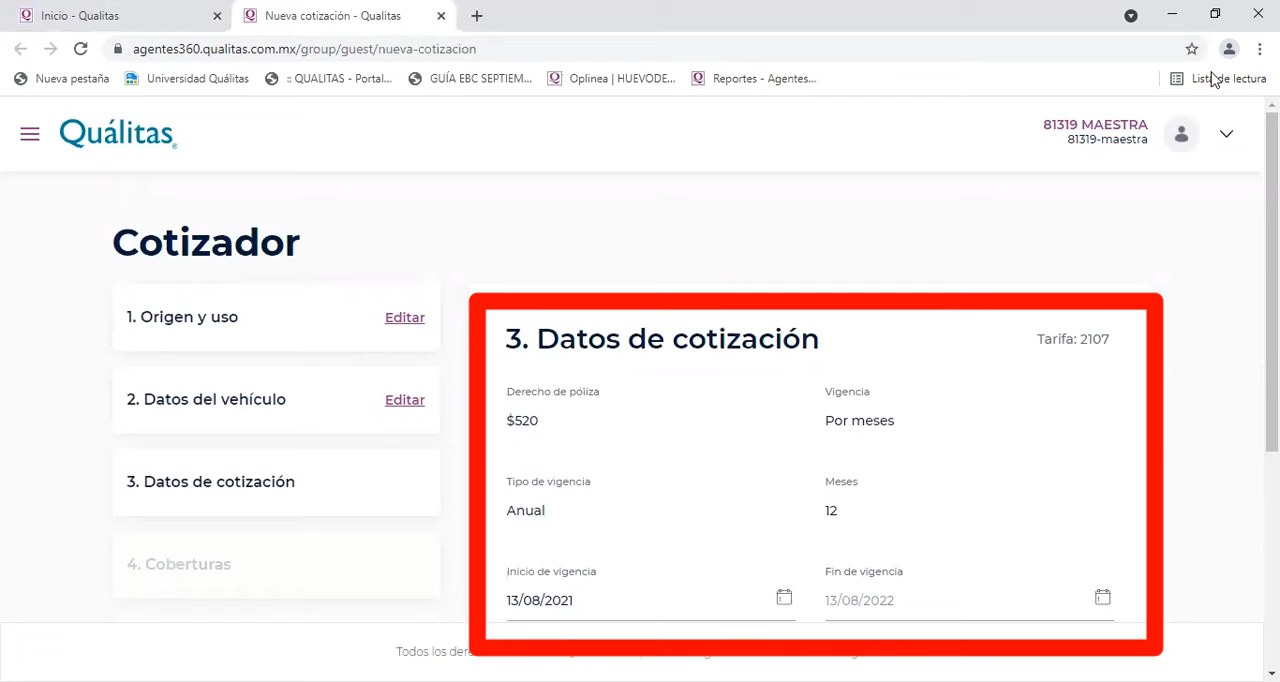 Inicio - Qualitas
Nueva cotización - Qualitas
agentes360.qualitas.com.mx/group/guest/nueva-cotizacion
Nueva pestaña
Universidad Quálitas
:: QUALITAS - Portal...
GUÍA EBC SEPTIEM...
Oplinea | HUEVODE...
Reportes - Agentes...
Lista de lectura
Quálitas
81319 MAESTRA
81319-maestra
Cotizador
1. Origen y uso
Editar
2. Datos del vehículo
Editar
3. Datos de cotización
4. Coberturas
3. Datos de cotización
Tarifa: 2107
Derecho de póliza
Vigencia
$520
Por meses
Tipo de vigencia
Meses
Anual
12
Inicio de vigencia
Fin de vigencia
13/08/2021
13/08/2022
Todos los